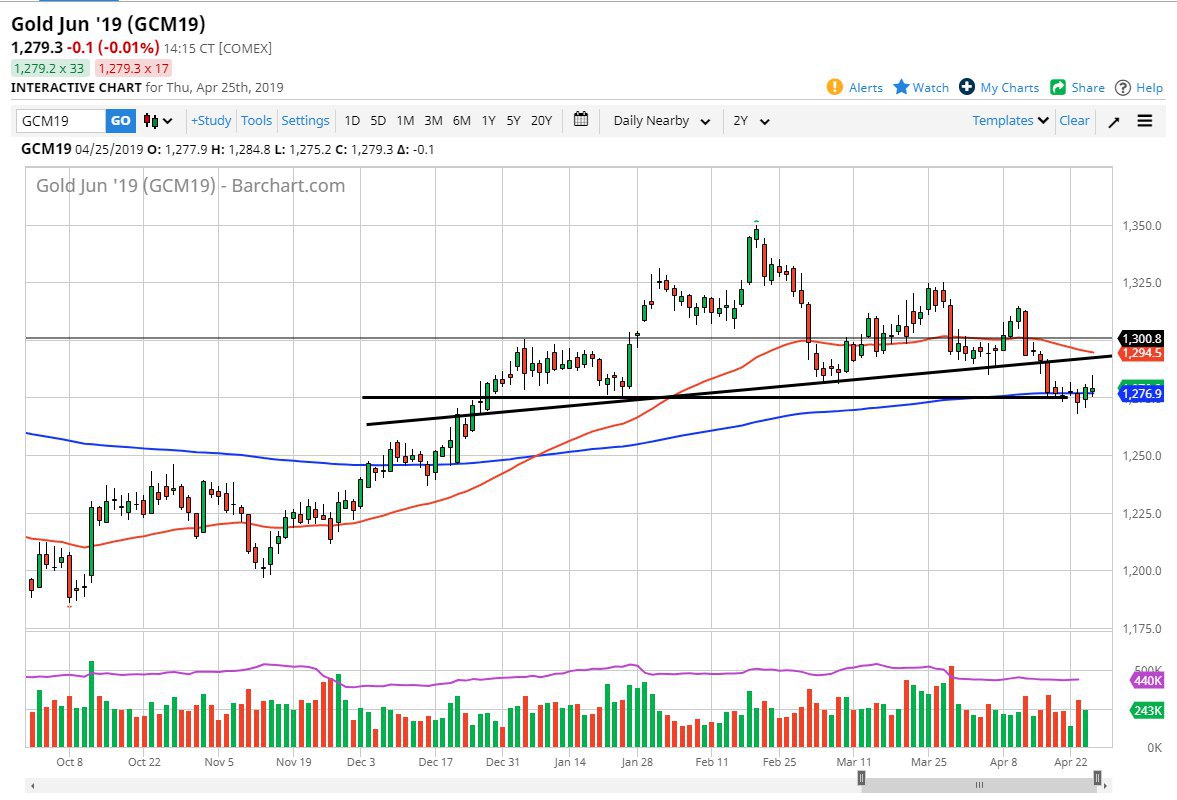 Gold Jun '19 (GCM19)
1,279.3 -0.1 (-0.01%) 14:15 CT [COMEX]
1,279.2 x 33 1,279.3 x 17
INTERACTIVE CHART for Thu, Apr 25th, 2019
Alerts Watch My Charts Share Help
GCM19 GO +Study Tools Settings 1D 5D 1M 3M 6M 1Y 5Y 20Y Daily Nearby 2Y Templates Clear
GCM19 04/25/2019 O: 1,277.9 H: 1,284.8 L: 1,275.2 C: 1,279.3 Δ: -0.1
Gold Jun '19 (GCM19) - Barchart.com
1,350.0
1,325.0
1,300.8
1,294.5
1,276.9
1,250.0
1,225.0
1,200.0
1,175.0
500K
440K
243K
0K
Oct 8 Oct 22 Nov 5 Nov 19 Dec 3 Dec 17 Dec 31 Jan 14 Jan 28 Feb 11 Feb 25 Mar 11 Mar 25 Apr 8 Apr 22